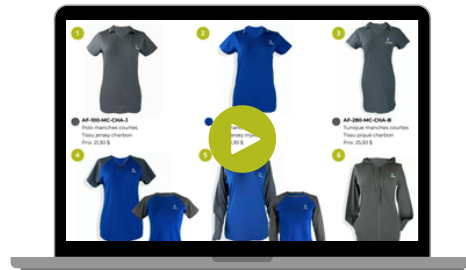 1
2
3
AF-100-MC-CHA-J
Polo manches courtes
Tissu jersey charbon
Prix: 21,30 $
AF-280-MC-CHA-B
Tunique manches courtes
Tissu piqué charbon
Prix: 25,50 $
4
5
6